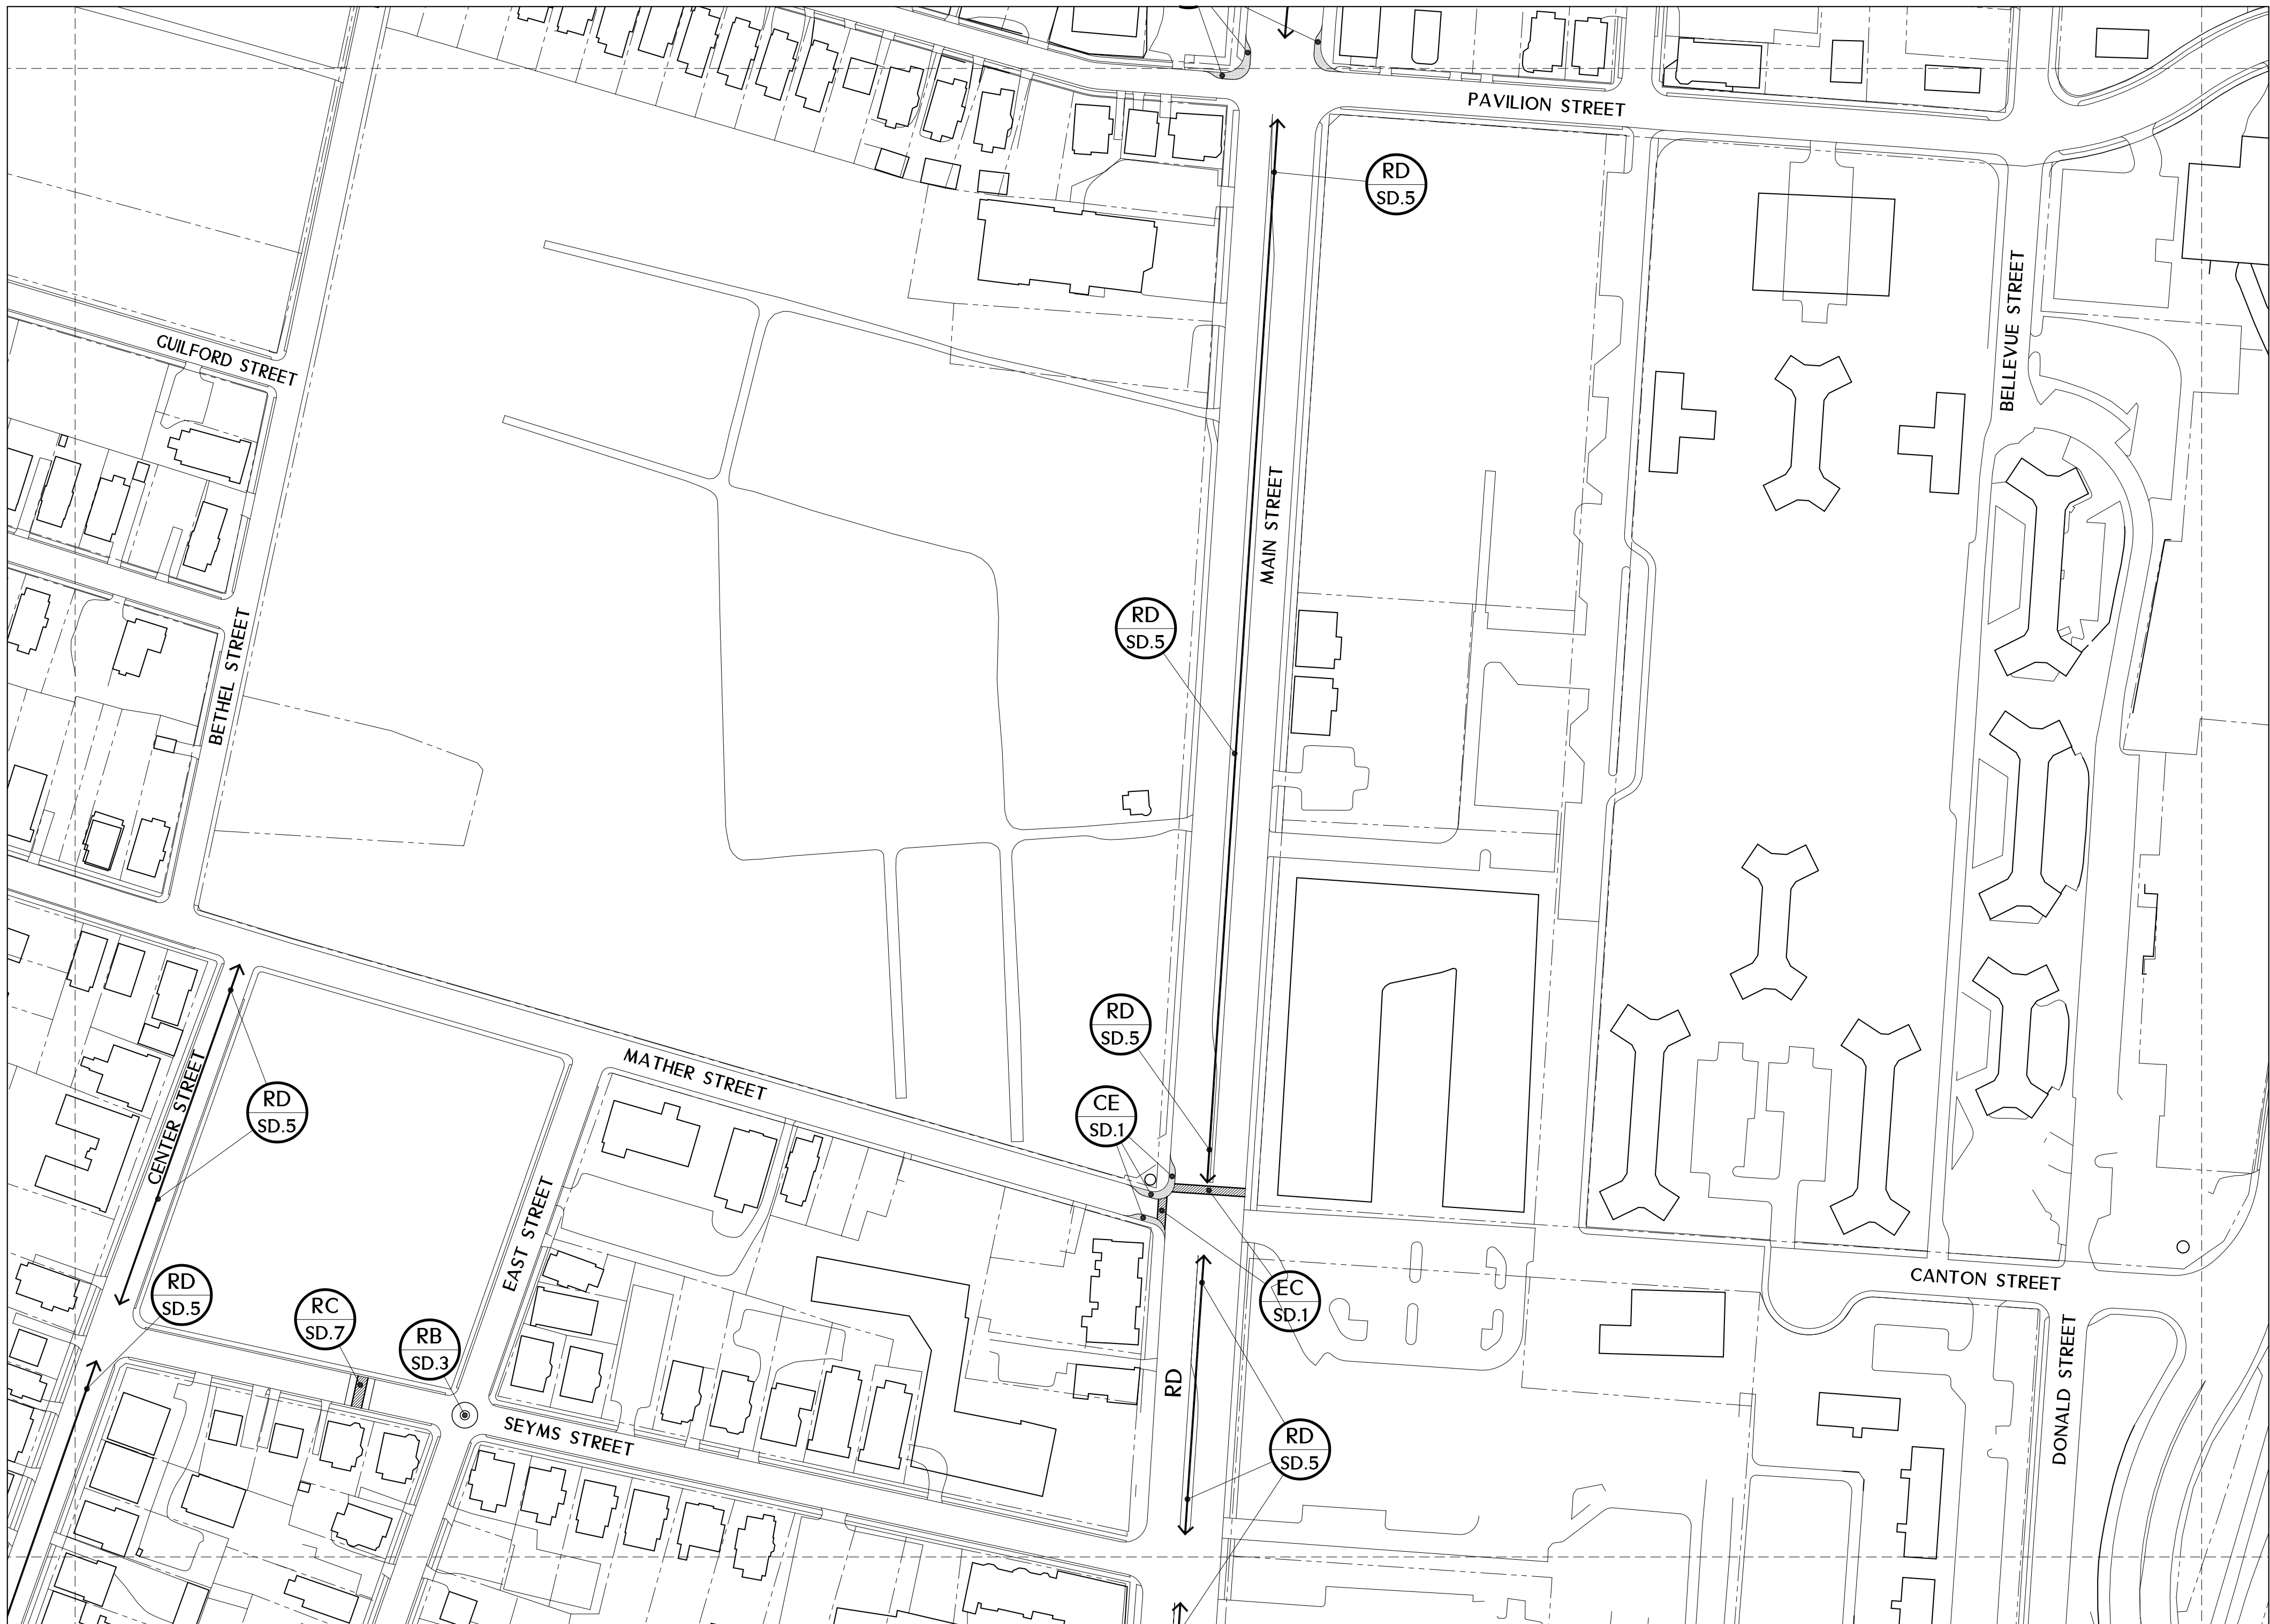 PAVILION STREET
RD
SD.5
GUILFORD STREET
BELLEVUE STREET
MAIN STREET
RD
SD.5
BETHEL STREET
RD
SD.5
MATHER STREET
CENTER STREET
RD
SD.5
CE
SD.1
EAST STREET
RD
SD.5
RC
SD.7
RB
SD.3
EC
SD.1
CANTON STREET
RD
DONALD STREET
SEYMS STREET
RD
SD.5